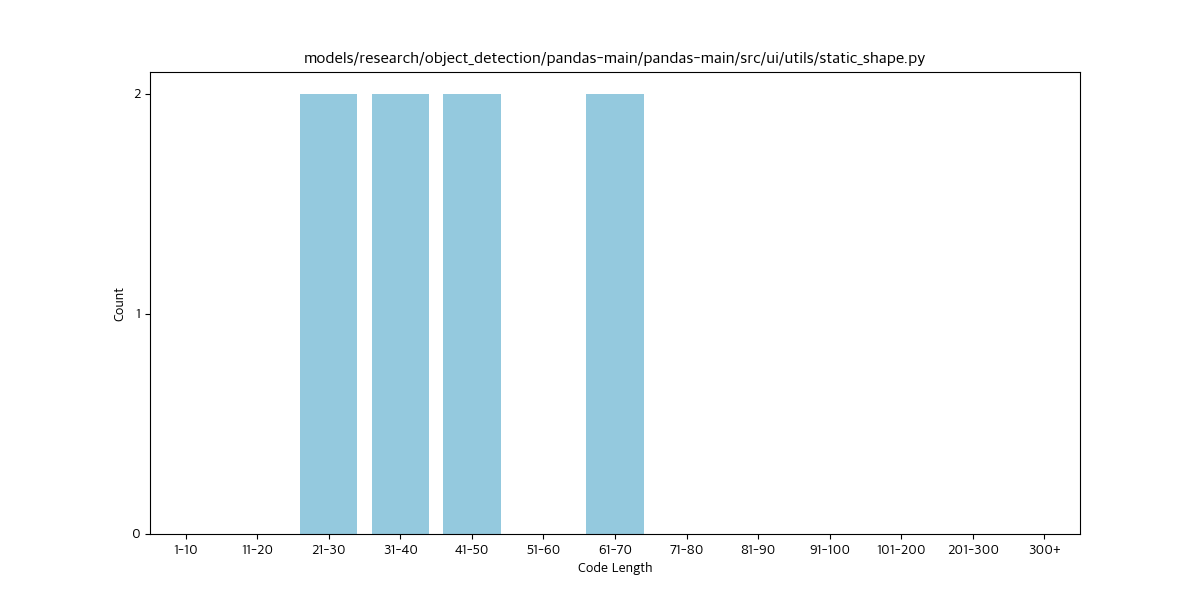 models/research/object_detection/pandas-main/pandas-main/src/ui/utils/static_shape.py
2
1
0
Count
1-10 11-20 21-30 31-40 41-50 51-60 61-70 71-80 81-90 91-100 101-200 201-300 300+
Code Length